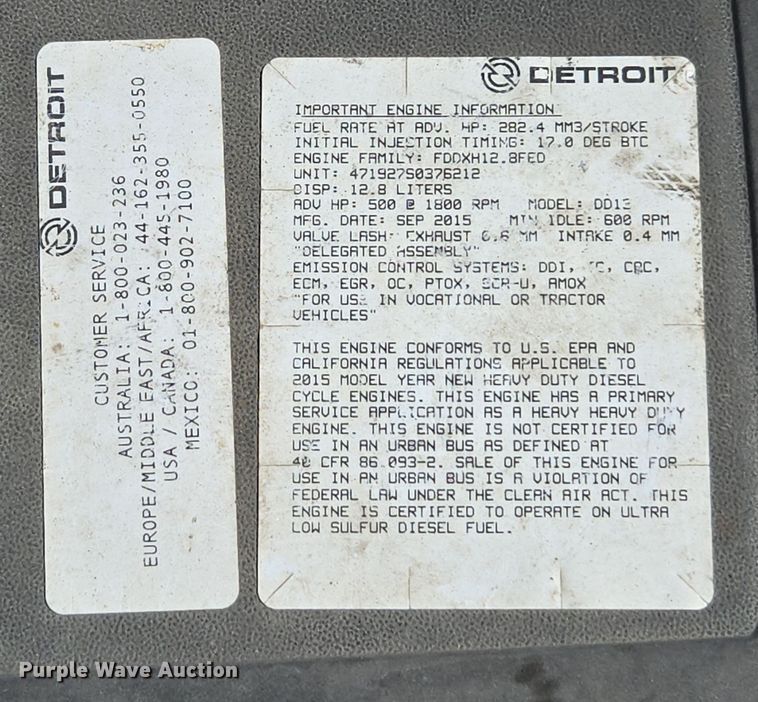 DETROIT
CUSTOMER SERVICE
AUSTRALIA: 1-800-023-236
EUROPE/MIDDLE EAST/AFRICA: 44-162-355-0550
USA / CANADA: 1-800-445-1980
MEXICO: 01-800-902-7100
DETROIT
IMPORTANT ENGINE INFORMATION
FUEL RATE AT ADV. HP: 282.4 MM3/STROKE
INITIAL INJECTION TIMING: 17.0 DEG BTC
ENGINE FAMILY: FDDXH12.8FED
UNIT: 471927S0376212
DISP: 12.8 LITERS
ADV HP: 500 @ 1800 RPM MODEL: DD13
MFG. DATE: SEP 2015 MIN IDLE: 600 RPM
VALVE LASH: EXHAUST 0.6 MM INTAKE 0.4 MM
"DELEGATED ASSEMBLY"
EMISSION CONTROL SYSTEMS: DDI, CAC,
ECM, EGR, OC, PTOX, SCR-U, AMOX
"FOR USE IN VOCATIONAL OR TRACTOR
VEHICLES"
THIS ENGINE CONFORMS TO U.S. EPA AND
CALIFORNIA REGULATIONS APPLICABLE TO
2015 MODEL YEAR NEW HEAVY DUTY DIESEL
CYCLE ENGINES. THIS ENGINE HAS A PRIMARY
SERVICE APPLICATION AS A HEAVY HEAVY DUTY
ENGINE. THIS ENGINE IS NOT CERTIFIED FOR
USE IN AN URBAN BUS AS DEFINED AT
40 CFR 86.093-2. SALE OF THIS ENGINE FOR
USE IN AN URBAN BUS IS A VIOLATION OF
FEDERAL LAW UNDER THE CLEAN AIR ACT. THIS
ENGINE IS CERTIFIED TO OPERATE ON ULTRA
LOW SULFUR DIESEL FUEL.
Purple Wave Auction